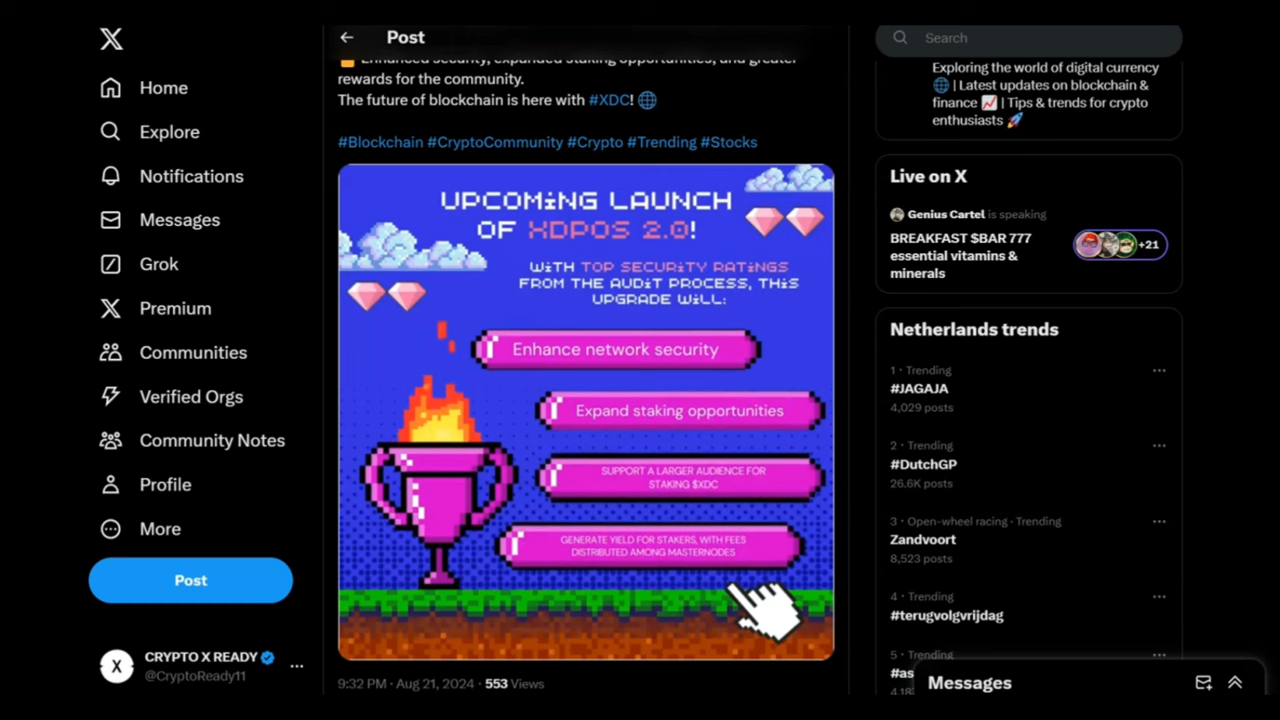 Home
Explore
Notifications
Messages
Grok
Premium
Communities
Verified Orgs
Community Notes
Profile
More
Post
CRYPTO X READY
@CryptoReady11
Post
Enhanced security, expanded staking opportunities, and greater
rewards for the community.
The future of blockchain is here with #XDC!
#Blockchain #CryptoCommunity #Crypto #Trending #Stocks
UPCOMING LAUNCH
OF XDPOS 2.0!
WITH TOP SECURITY RATINGS
FROM THE AUDIT PROCESS, THIS
UPGRADE WILL:
Enhance network security
Expand staking opportunities
SUPPORT A LARGER AUDIENCE FOR
STAKING $XDC
GENERATE YIELD FOR STAKERS, WITH FEES
DISTRIBUTED AMONG MASTERNODES
9:32 PM · Aug 21, 2024 · 553 Views
Search
Exploring the world of digital currency
| Latest updates on blockchain &
finance | Tips & trends for crypto
enthusiasts
Live on X
Genius Cartel is speaking
BREAKFAST $BAR 777
essential vitamins &
minerals
+21
Netherlands trends
1 · Trending
#JAGAJA
4,029 posts
2 · Trending
#DutchGP
26.6K posts
3 · Open-wheel racing · Trending
Zandvoort
8,523 posts
4 · Trending
#terugvolgvrijdag
5 · Trending
Messages